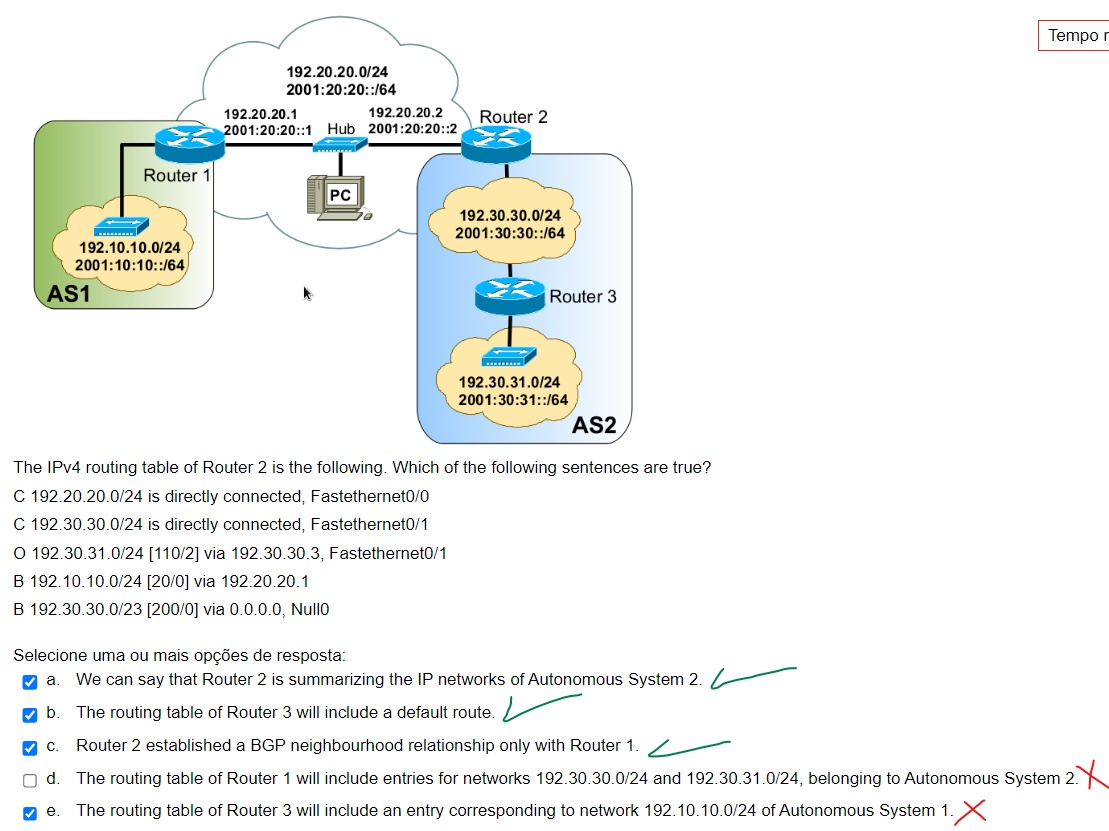 Tempo r
192.20.20.0/24
2001:20:20::/64
192.20.20.1
2001:20:20::1
Hub
192.20.20.2
2001:20:20::2
Router 2
Router 1
PC
192.10.10.0/24
2001:10:10::/64
AS1
192.30.30.0/24
2001:30:30::/64
Router 3
192.30.31.0/24
2001:30:31::/64
AS2
The IPv4 routing table of Router 2 is the following. Which of the following sentences are true?
C 192.20.20.0/24 is directly connected, Fastethernet0/0
C 192.30.30.0/24 is directly connected, Fastethernet0/1
O 192.30.31.0/24 [110/2] via 192.30.30.3, Fastethernet0/1
B 192.10.10.0/24 [20/0] via 192.20.20.1
B 192.30.30.0/23 [200/0] via 0.0.0.0, Null0
Selecione uma ou mais opções de resposta:
a. We can say that Router 2 is summarizing the IP networks of Autonomous System 2.
b. The routing table of Router 3 will include a default route.
c. Router 2 established a BGP neighbourhood relationship only with Router 1.
d. The routing table of Router 1 will include entries for networks 192.30.30.0/24 and 192.30.31.0/24, belonging to Autonomous System 2.
e. The routing table of Router 3 will include an entry corresponding to network 192.10.10.0/24 of Autonomous System 1.